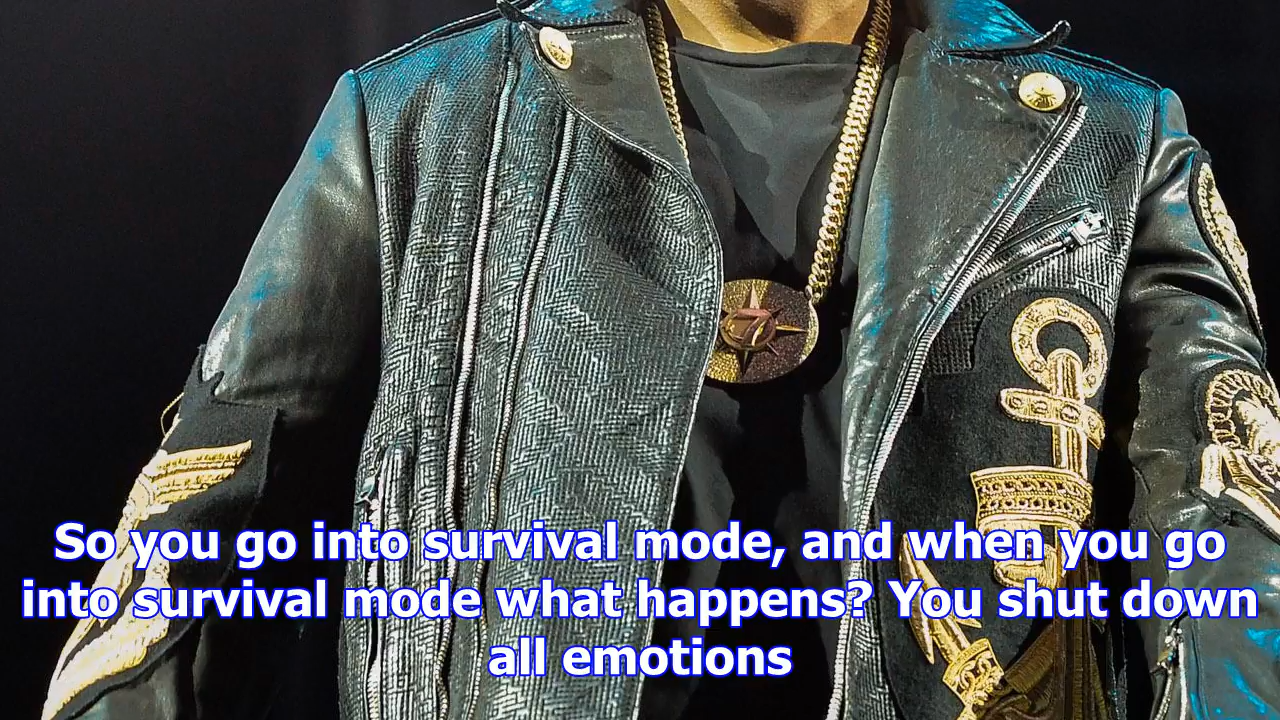 So you go into survival mode, and when you go
into survival mode what happens? You shut down
all emotions